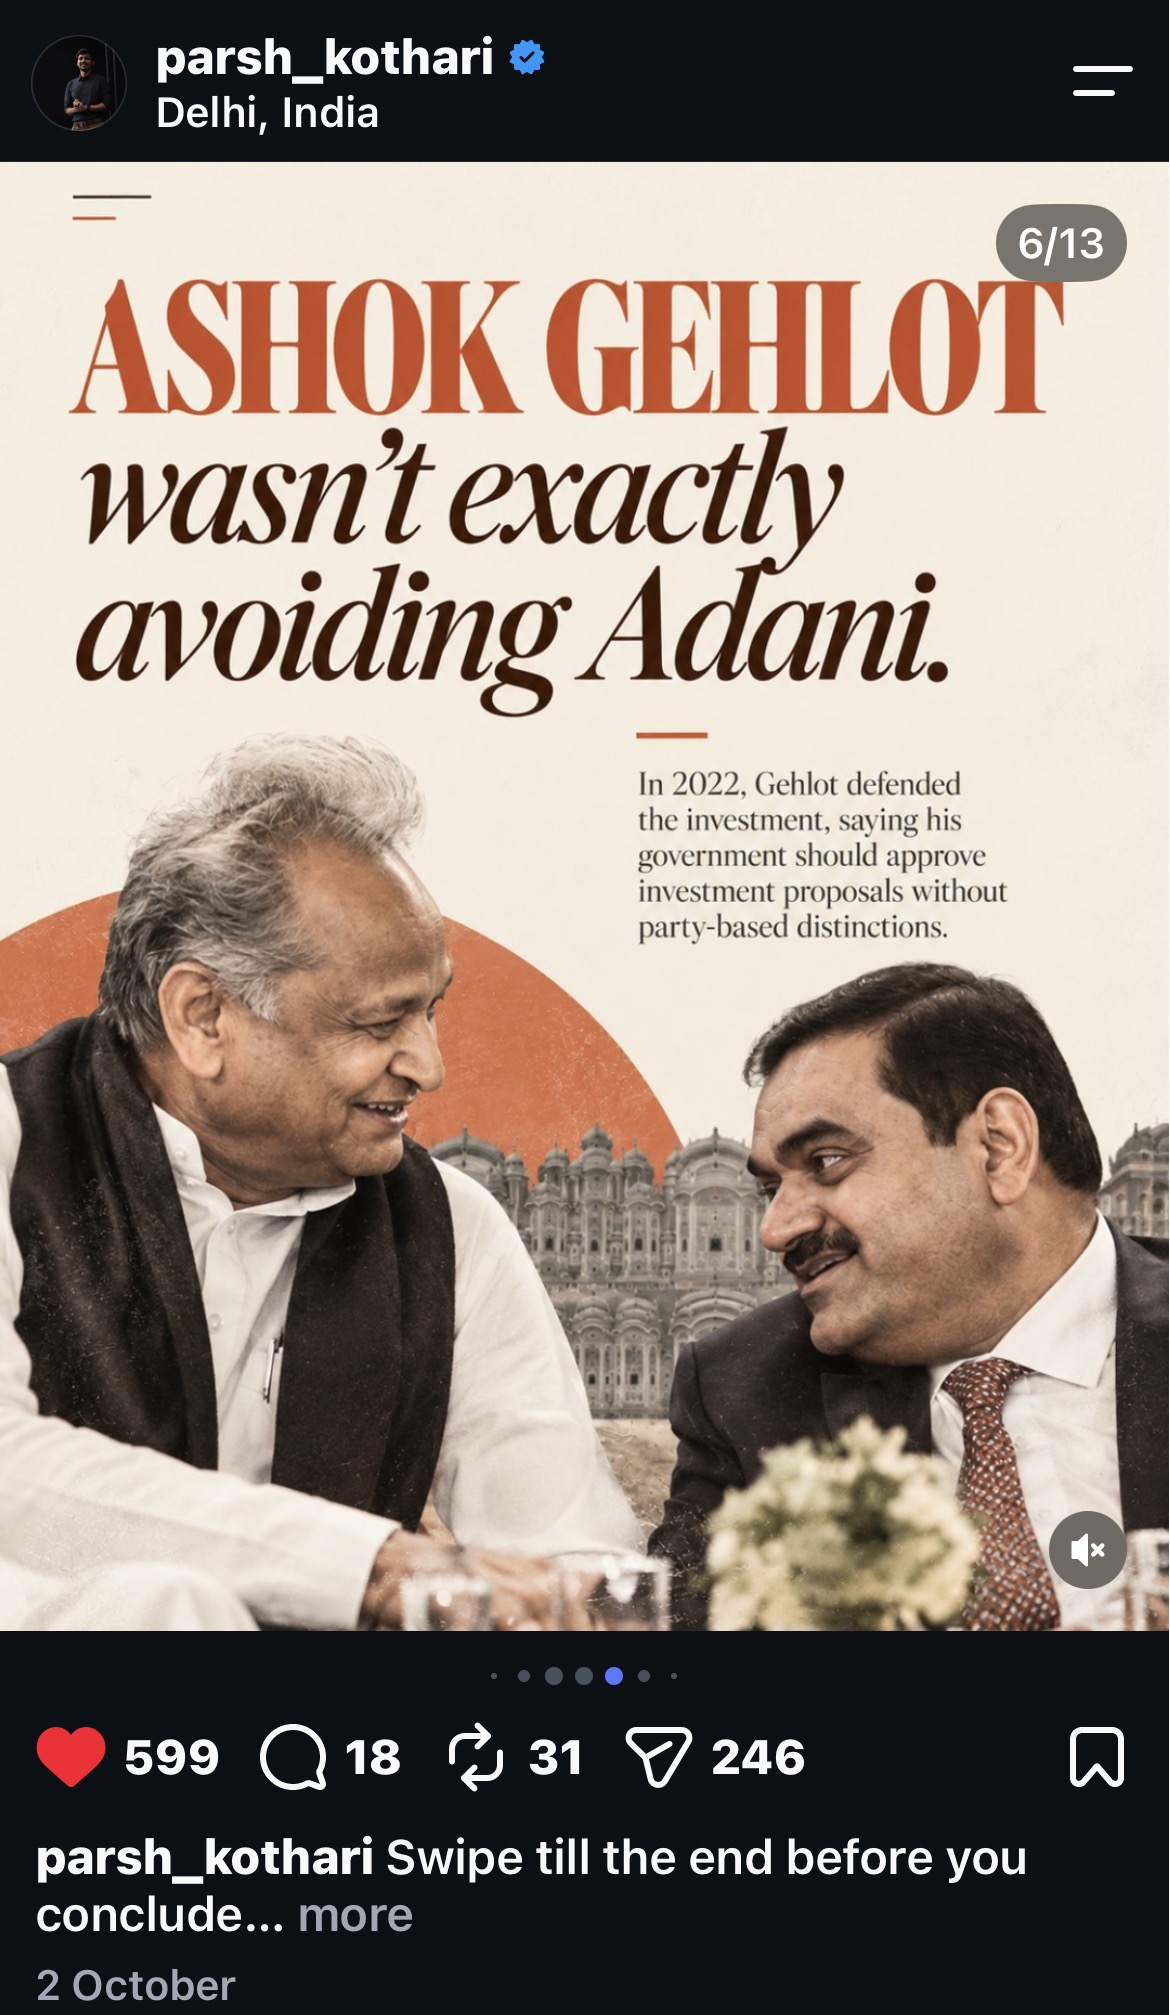 parsh_kothari
Delhi, India
6/13
ASHOK GEHLOT
wasn’t exactly
avoiding Adani.
In 2022, Gehlot defended
the investment, saying his
government should approve
investment proposals without
party-based distinctions.
599 18 31 246
parsh_kothari Swipe till the end before you
conclude... more
2 October